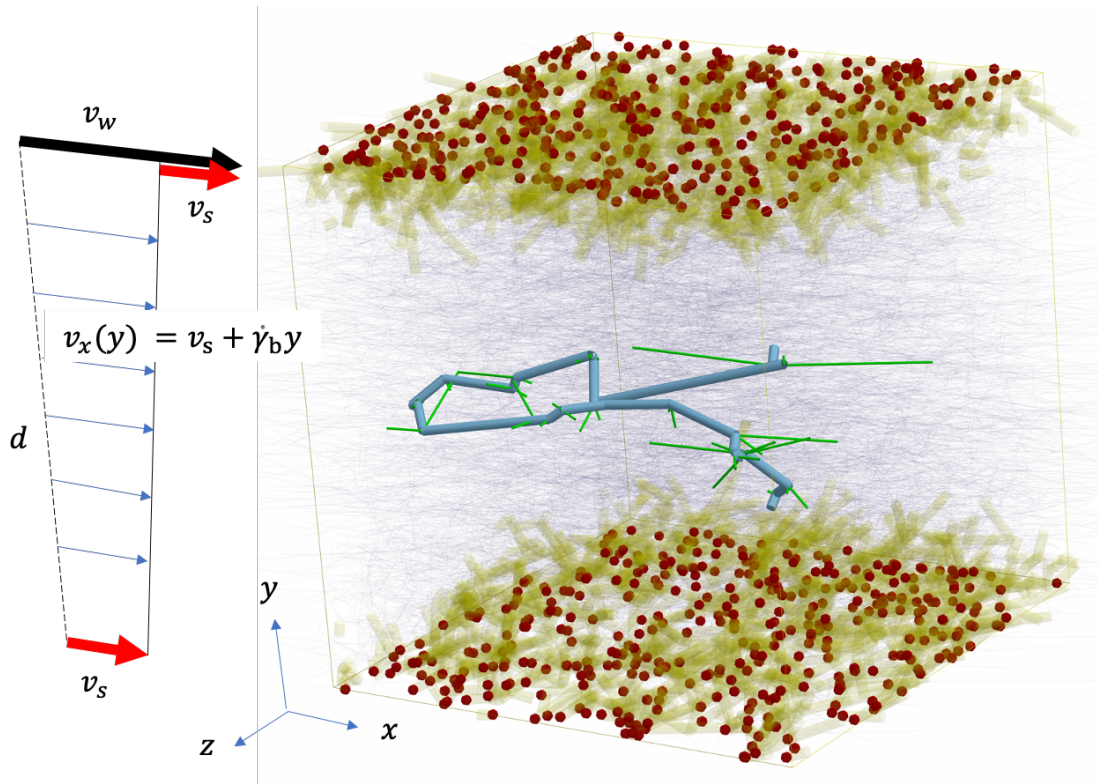 v_w
v_s
v_x(y) = v_s + γ̇_b y
d
v_s
y
z
x